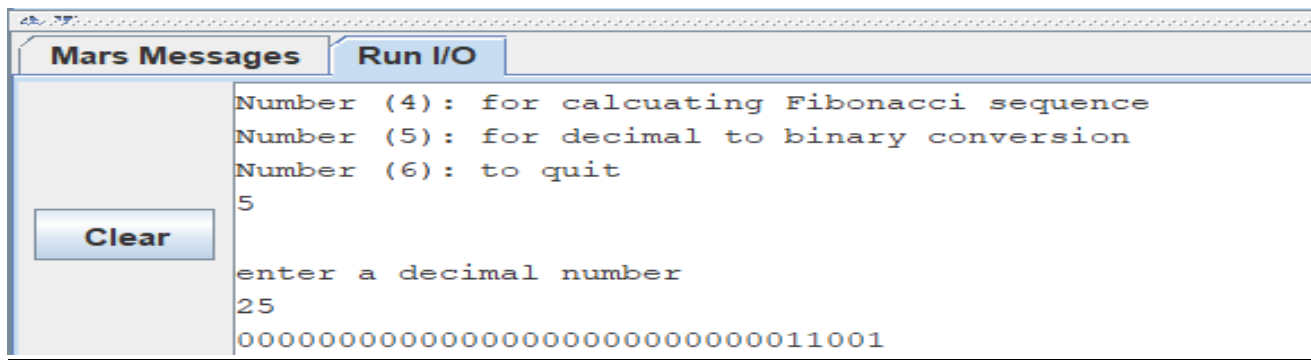 Mars Messages
Run I/O
Number (4): for calcuating Fibonacci sequence
Number (5): for decimal to binary conversion
Number (6): to quit
5
Clear
enter a decimal number
25
00000000000000000000000000011001